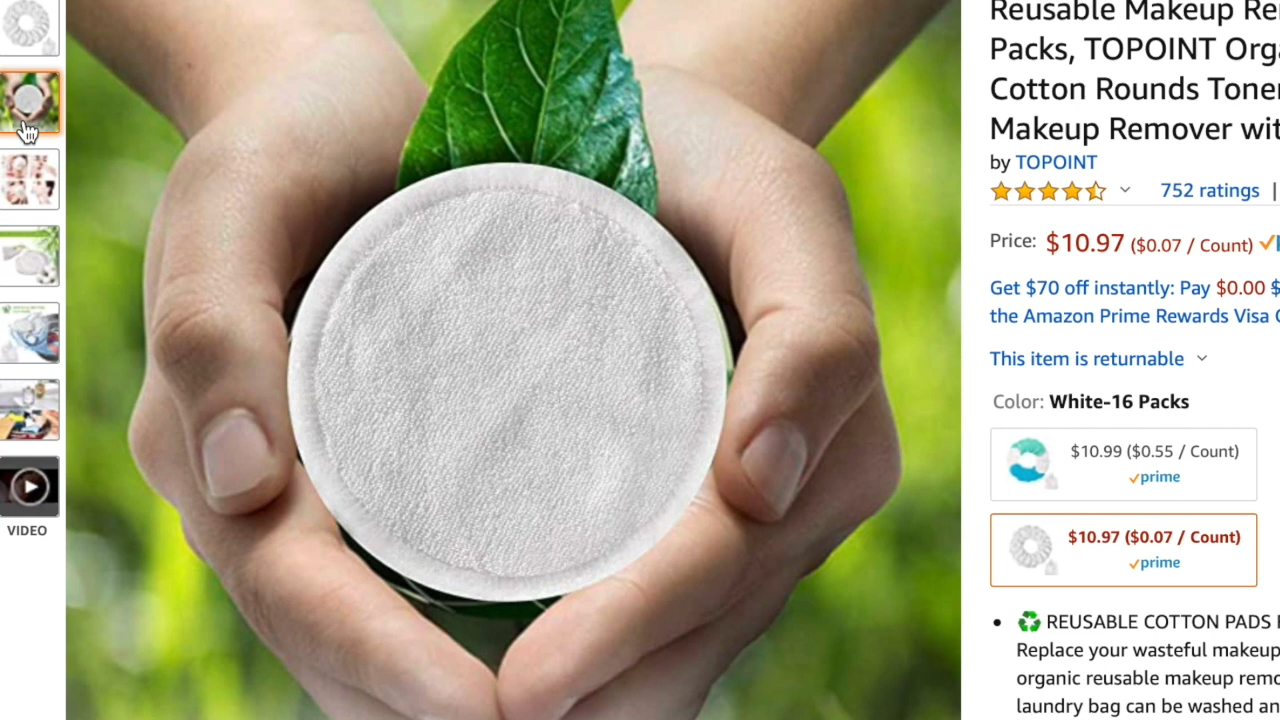 Reusable Makeup Re
Packs, TOPOINT Orga
Cotton Rounds Toner
Makeup Remover wit
by TOPOINT
752 ratings |
Price: $10.97 ($0.07 / Count)
Get $70 off instantly: Pay $0.00 $
the Amazon Prime Rewards Visa C
This item is returnable
Color: White-16 Packs
$10.99 ($0.55 / Count)
prime
$10.97 ($0.07 / Count)
prime
VIDEO
REUSABLE COTTON PADS
Replace your wasteful makeup
organic reusable makeup remo
laundry bag can be washed an